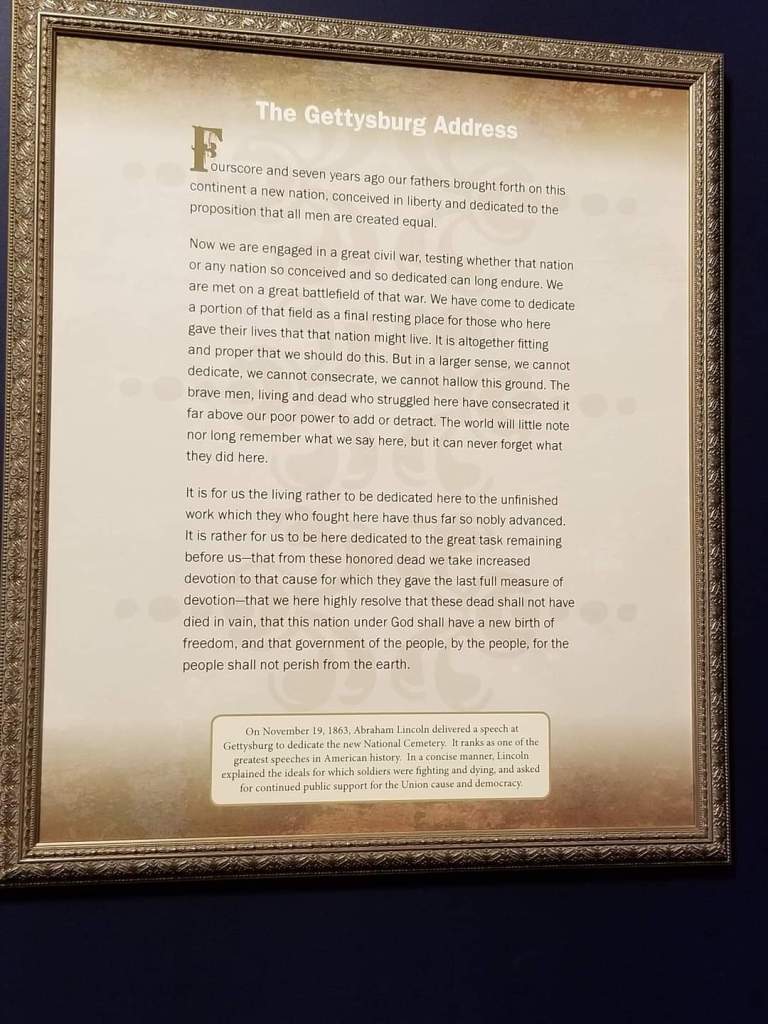 The Gettysburg Address
Fourscore and seven years ago our fathers brought forth on this
continent a new nation, conceived in liberty and dedicated to the
proposition that all men are created equal.
Now we are engaged in a great civil war, testing whether that nation
or any nation so conceived and so dedicated can long endure. We
are met on a great battlefield of that war. We have come to dedicate
a portion of that field as a final resting place for those who here
gave their lives that that nation might live. It is altogether fitting
and proper that we should do this. But in a larger sense, we cannot
dedicate, we cannot consecrate, we cannot hallow this ground. The
brave men, living and dead who struggled here have consecrated it
far above our poor power to add or detract. The world will little note
nor long remember what we say here, but it can never forget what
they did here.
It is for us the living rather to be dedicated here to the unfinished
work which they who fought here have thus far so nobly advanced.
It is rather for us to be here dedicated to the great task remaining
before us—that from these honored dead we take increased
devotion to that cause for which they gave the last full measure of
devotion—that we here highly resolve that these dead shall not have
died in vain, that this nation under God shall have a new birth of
freedom, and that government of the people, by the people, for the
people shall not perish from the earth.
On November 19, 1863, Abraham Lincoln delivered a speech at
Gettysburg to dedicate the new National Cemetery. It ranks as one of the
greatest speeches in American history. In a concise manner, Lincoln
explained the ideals for which soldiers were fighting and dying, and asked
for continued public support for the Union cause and democracy.